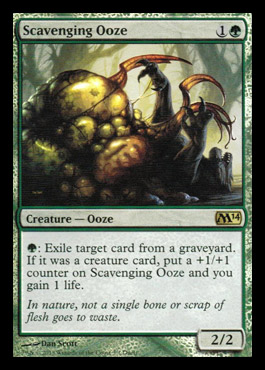 Scavenging Ooze 1
Creature — Ooze M14
: Exile target card from a graveyard.
If it was a creature card, put a +1/+1
counter on Scavenging Ooze and you
gain 1 life.
In nature, not a single bone or scrap of
flesh goes to waste.
Dan Scott
2/2